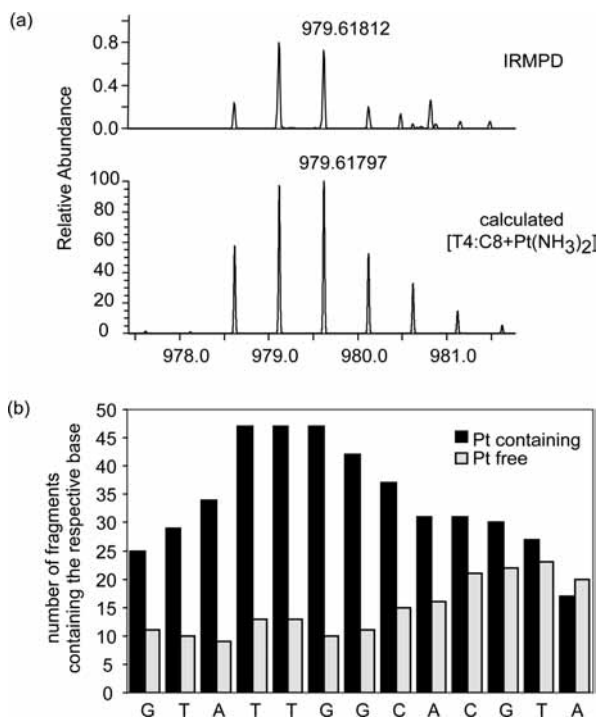 (a)
979.61812
IRMPD
0.8
0.4
0.0
Relative Abundance
979.61797
calculated
[T4:C8+Pt(NH3)2]
100
80
60
40
20
0
978.0 979.0 980.0 981.0
(b)
number of fragments
containing the respective base
50
45
40
35
30
25
20
15
10
5
0
Pt containing
Pt free
G T A T T G G C A C G T A